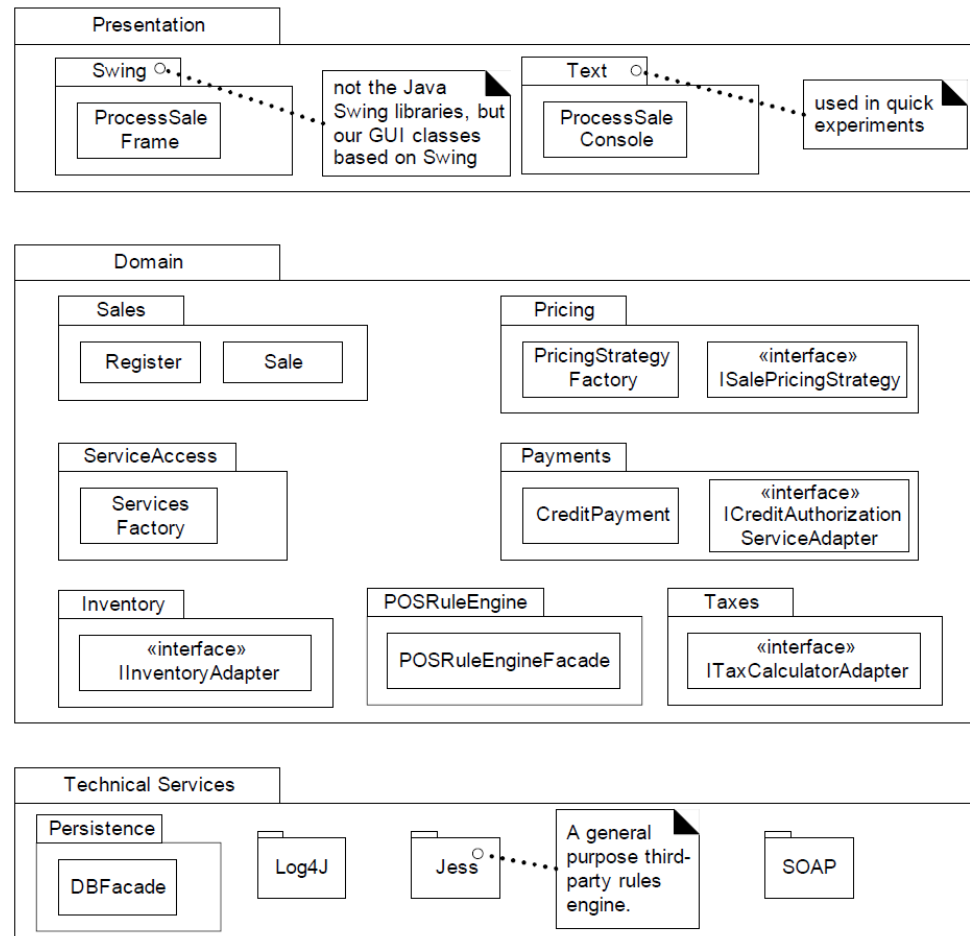 Presentation
Swing
ProcessSale
Frame
not the Java
Swing libraries, but
our GUI classes
based on Swing
Text
ProcessSale
Console
used in quick
experiments
Domain
Sales
Register
Sale
Pricing
PricingStrategy
Factory
«interface»
ISalePricingStrategy
ServiceAccess
Services
Factory
Payments
CreditPayment
«interface»
ICreditAuthorization
ServiceAdapter
Inventory
«interface»
IInventoryAdapter
POSRuleEngine
POSRuleEngineFacade
Taxes
«interface»
ITaxCalculatorAdapter
Technical Services
Persistence
DBFacade
Log4J
Jess
A general
purpose third-
party rules
engine.
SOAP